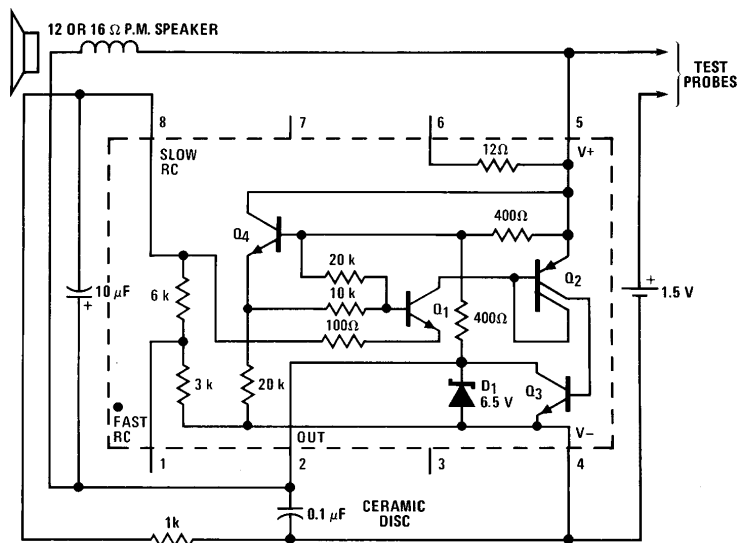 12 OR 16 Ω P.M. SPEAKER
TEST
PROBES
8
7
6
5
SLOW
RC
12Ω
V+
400Ω
Q4
20 k
Q2
10 μF
+
6 k
10 k
Q1
400Ω
+
1.5 V
100Ω
3 k
20 k
D1
6.5 V
Q3
FAST
RC
OUT
V−
1
2
3
4
0.1 μF
CERAMIC
DISC
1k